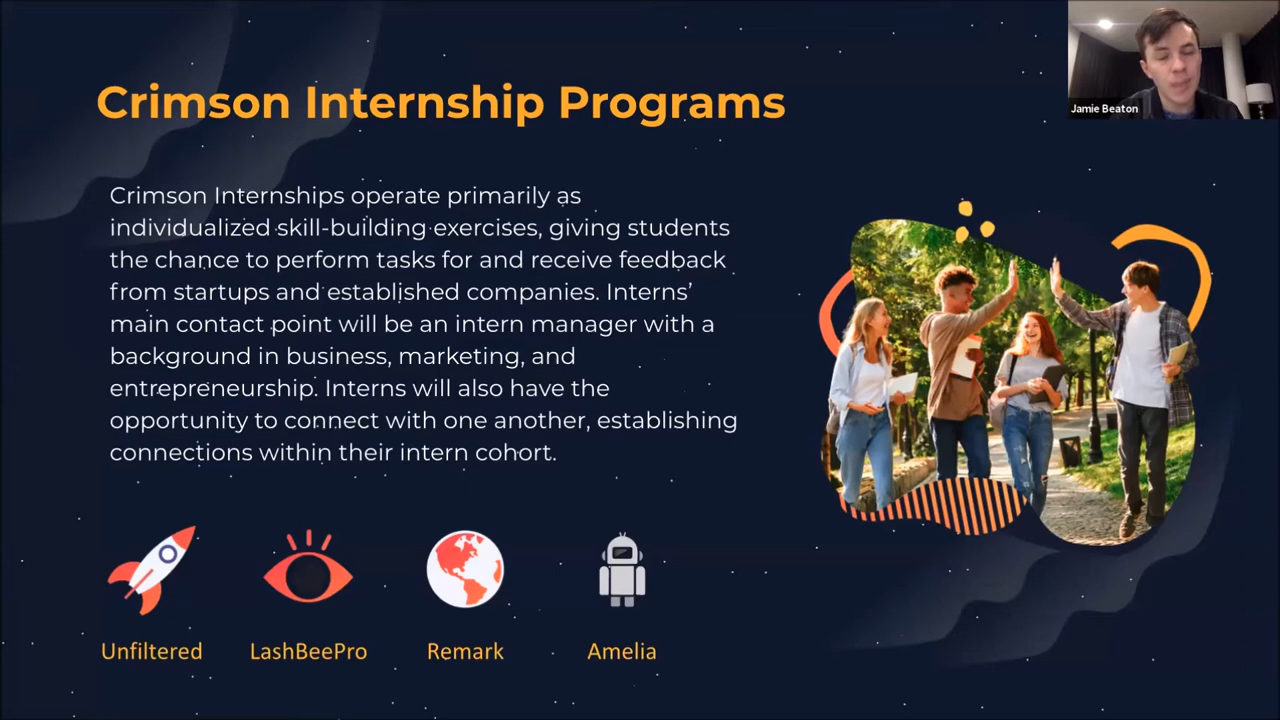 Crimson Internship Programs
Jamie Beaton
Crimson Internships operate primarily as
individualized skill-building exercises, giving students
the chance to perform tasks for and receive feedback
from startups and established companies. Interns’
main contact point will be an intern manager with a
background in business, marketing, and
entrepreneurship. Interns will also have the
opportunity to connect with one another, establishing
connections within their intern cohort.
Unfiltered
LashBeePro
Remark
Amelia